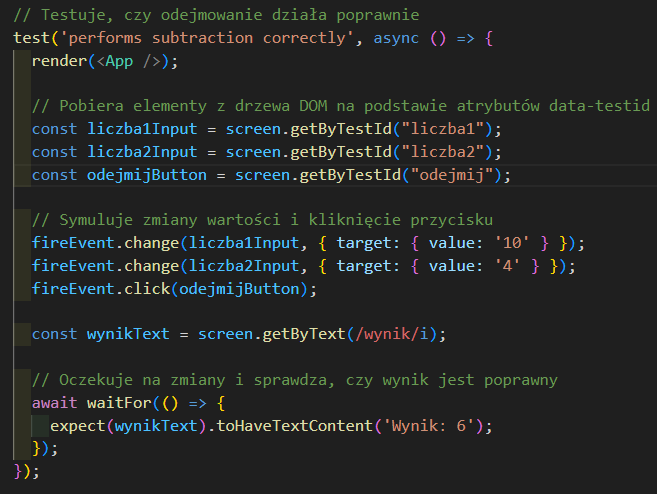 // Testuje, czy odejmowanie działa poprawnie
test('performs subtraction correctly', async () => {
  render(<App />);

  // Pobiera elementy z drzewa DOM na podstawie atrybutów data-testid
  const liczba1Input = screen.getByTestId("liczba1");
  const liczba2Input = screen.getByTestId("liczba2");
  const odejmijButton = screen.getByTestId("odejmij");

  // Symuluje zmiany wartości i kliknięcie przycisku
  fireEvent.change(liczba1Input, { target: { value: '10' } });
  fireEvent.change(liczba2Input, { target: { value: '4' } });
  fireEvent.click(odejmijButton);

  const wynikText = screen.getByText(/wynik/i);

  // Oczekuje na zmiany i sprawdza, czy wynik jest poprawny
  await waitFor(() => {
    expect(wynikText).toHaveTextContent('Wynik: 6');
  });
});